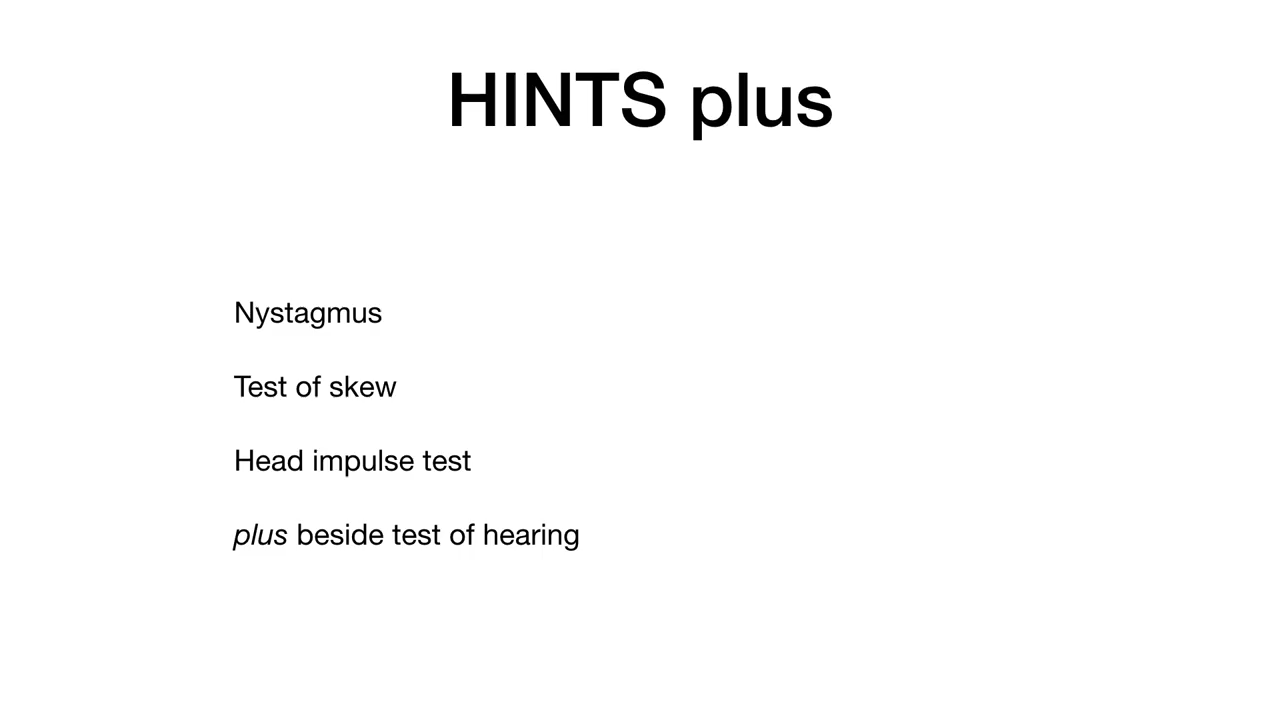 HINTS plus
Nystagmus
Test of skew
Head impulse test
plus beside test of hearing